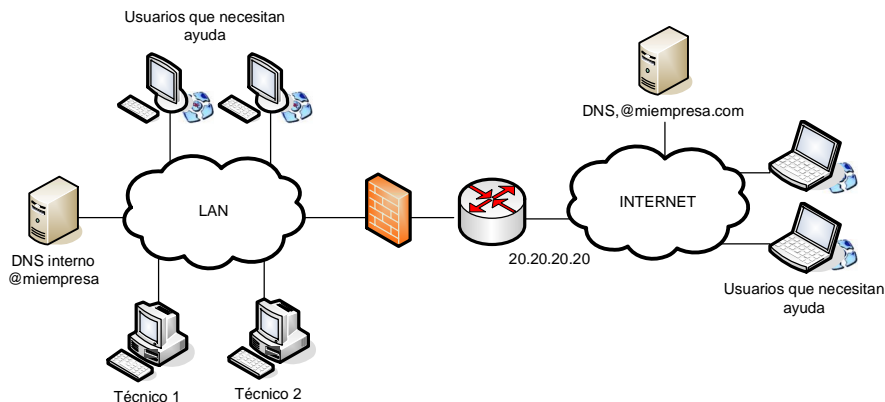 Usuarios que necesitan
ayuda
DNS,@miempresa.com
LAN
INTERNET
20.20.20.20
DNS interno
@miempresa
Usuarios que necesitan
ayuda
Técnico 1
Técnico 2